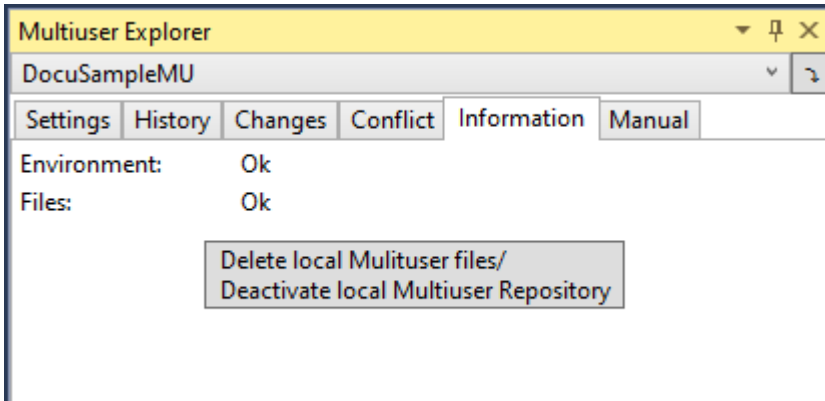 Multiuser Explorer
DocuSampleMU
Settings History Changes Conflict Information Manual
Environment: Ok
Files: Ok
Delete local Mulituser files/
Deactivate local Multiuser Repository